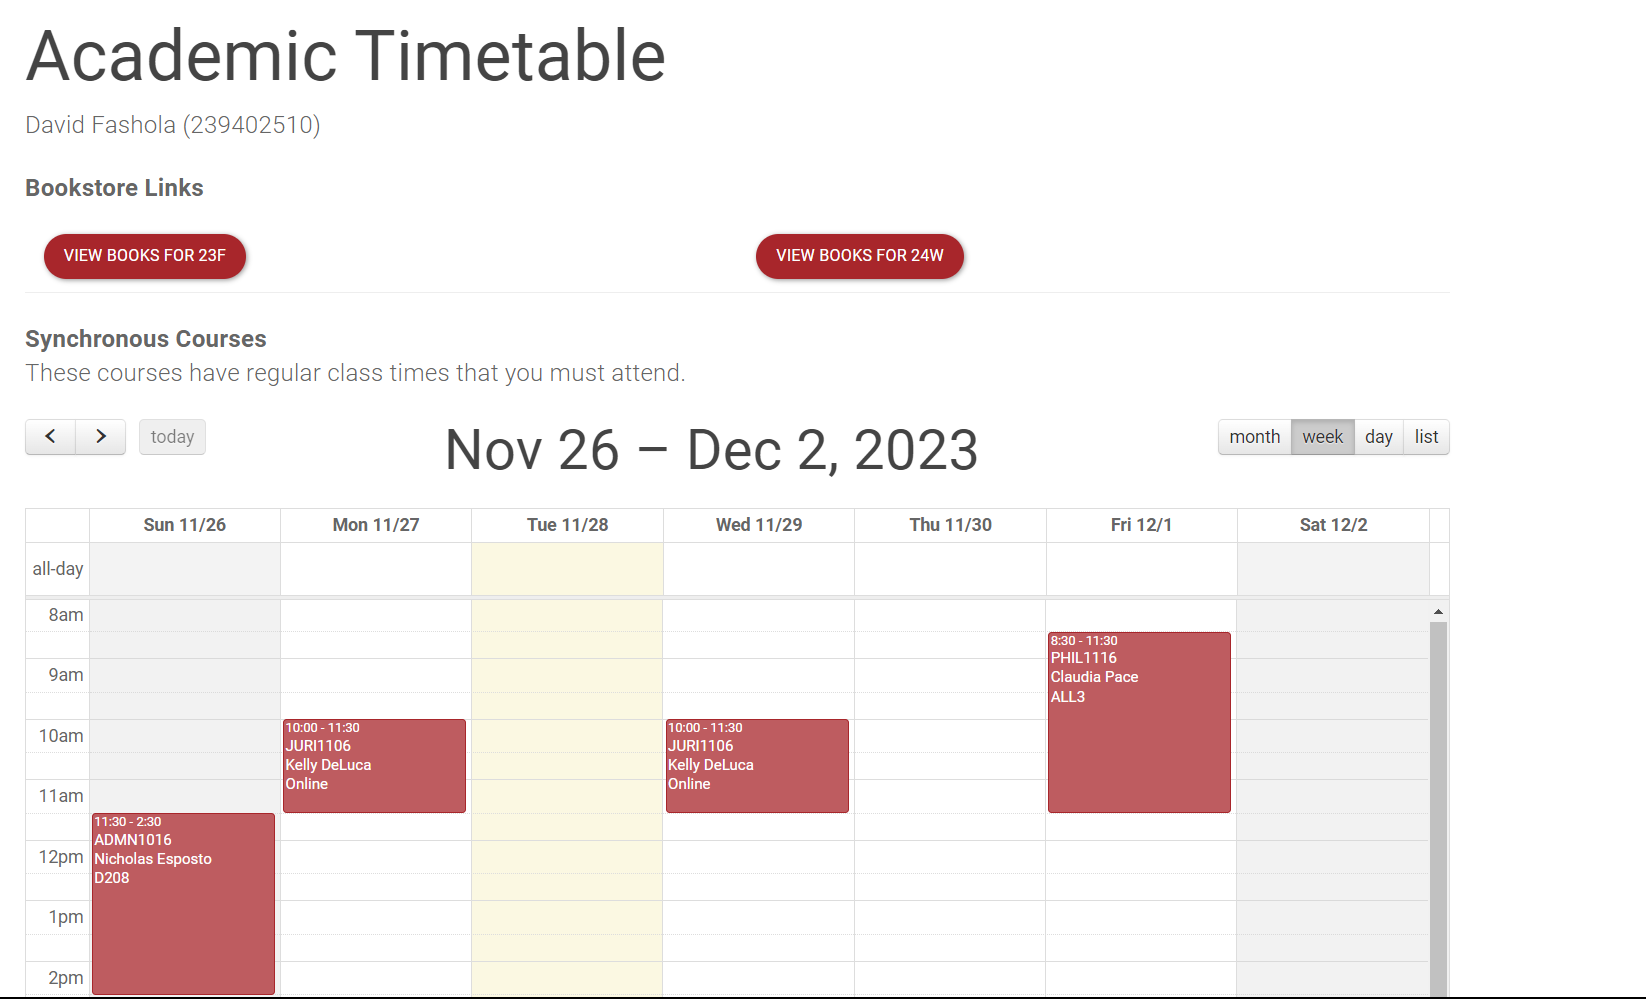 Academic Timetable
David Fashola (239402510)
Bookstore Links
VIEW BOOKS FOR 23F
VIEW BOOKS FOR 24W
Synchronous Courses
These courses have regular class times that you must attend.
today
Nov 26 – Dec 2, 2023
month week day list
Sun 11/26 Mon 11/27 Tue 11/28 Wed 11/29 Thu 11/30 Fri 12/1 Sat 12/2
all-day
8am
8:30 - 11:30
PHIL1116
Claudia Pace
ALL3
9am
10am
10:00 - 11:30
JURI1106
Kelly DeLuca
Online
10:00 - 11:30
JURI1106
Kelly DeLuca
Online
11am
11:30 - 2:30
ADMN1016
Nicholas Esposto
D208
12pm
1pm
2pm